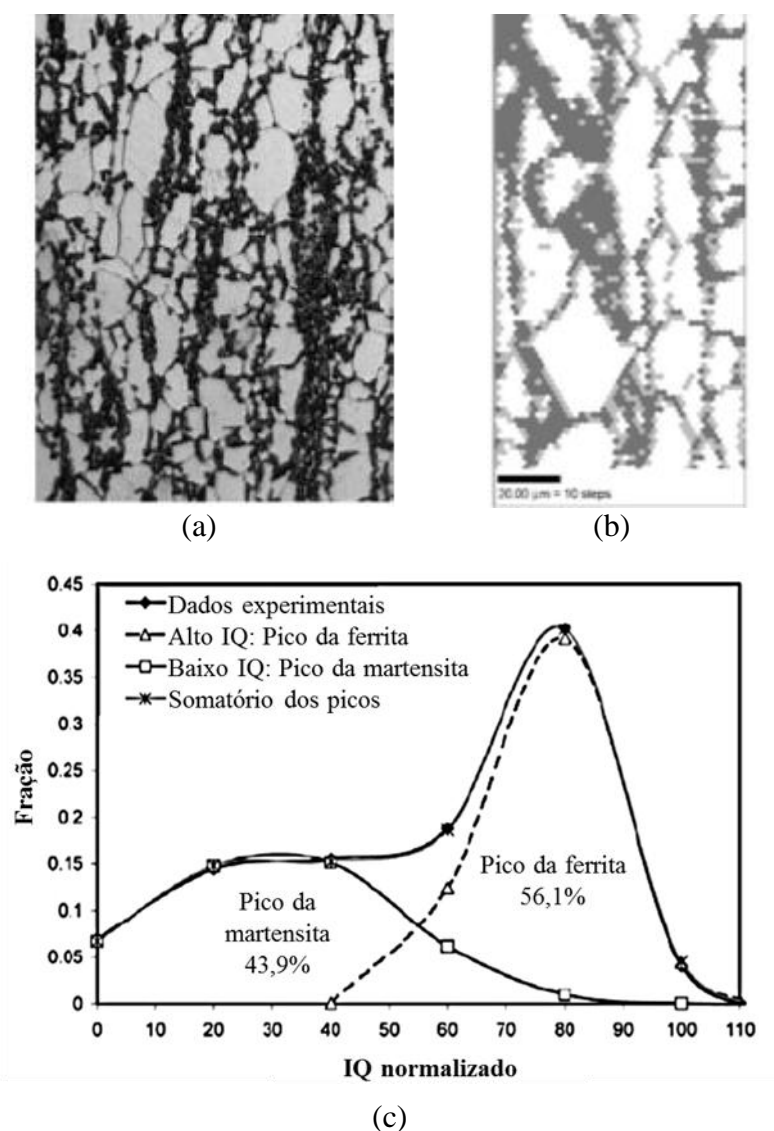 20.00 µm = 10 steps
(a)
(b)
0.45
0.4
0.35
0.3
0.25
0.2
0.15
0.1
0.05
0
Fração
Dados experimentais
Alto IQ: Pico da ferrita
Baixo IQ: Pico da martensita
Somatório dos picos
Pico da
martensita
43,9%
Pico da ferrita
56,1%
0 10 20 30 40 50 60 70 80 90 100 110
IQ normalizado
(c)